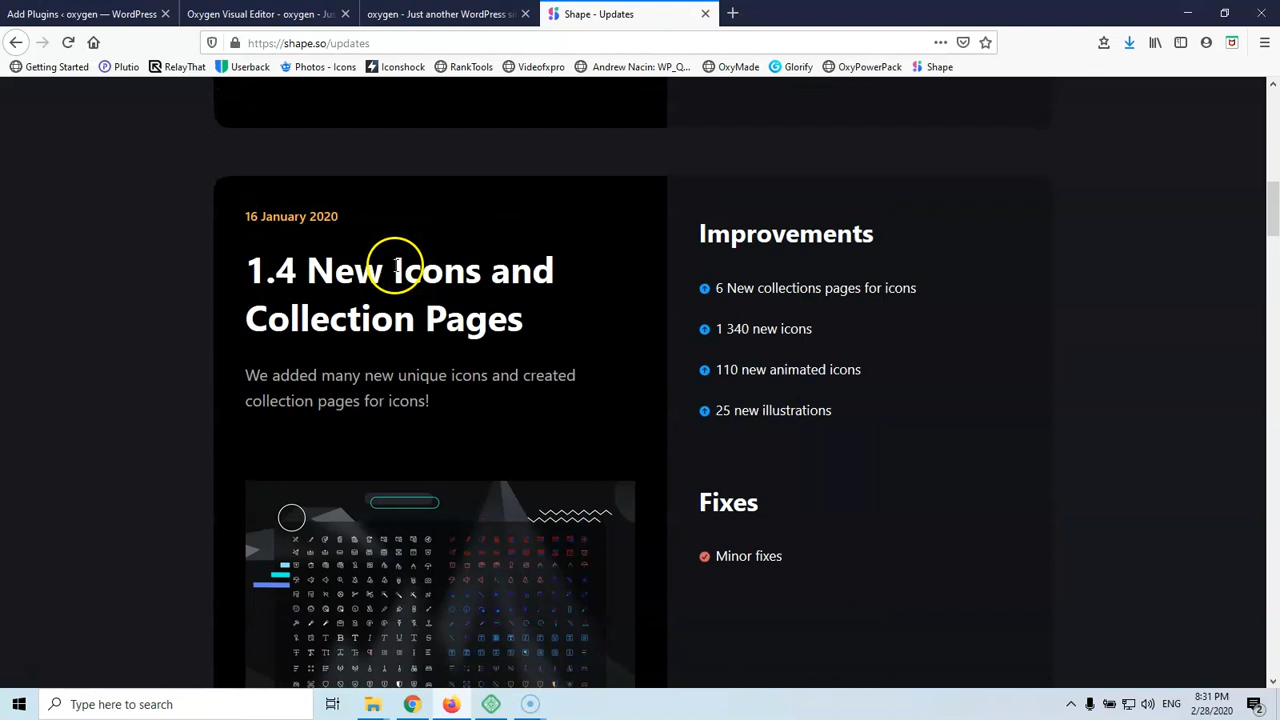 Add Plugins ‹ oxygen — WordPress
Oxygen Visual Editor - oxygen - Jus
oxygen - Just another WordPress si
Shape - Updates
https://shape.so/updates
Getting Started
Plutio
RelayThat
Userback
Photos - Icons
Iconshock
RankTools
Videofxpro
Andrew Nacin: WP_Q...
OxyMade
Glorify
OxyPowerPack
Shape
16 January 2020
1.4 New Icons and
Collection Pages
We added many new unique icons and created
collection pages for icons!
Improvements
6 New collections pages for icons
1 340 new icons
110 new animated icons
25 new illustrations
Fixes
Minor fixes
Type here to search
ENG
8:31 PM
2/28/2020
2